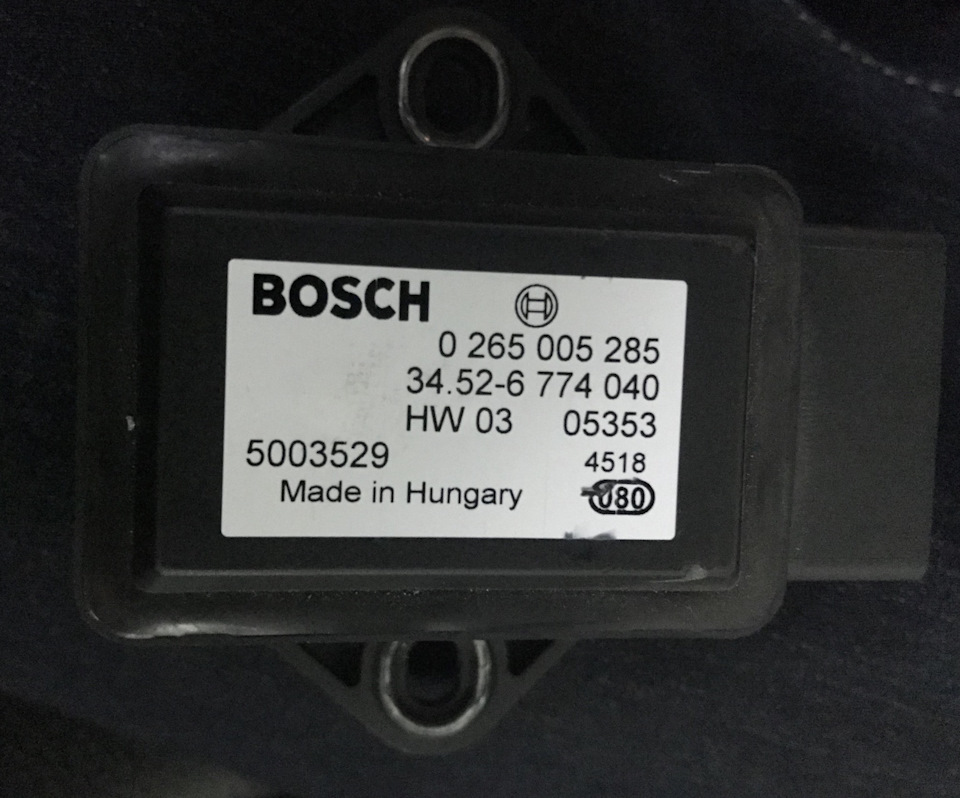 BOSCH
0 265 005 285
34.52-6 774 040
HW 03 05353
5003529 4518
Made in Hungary 080